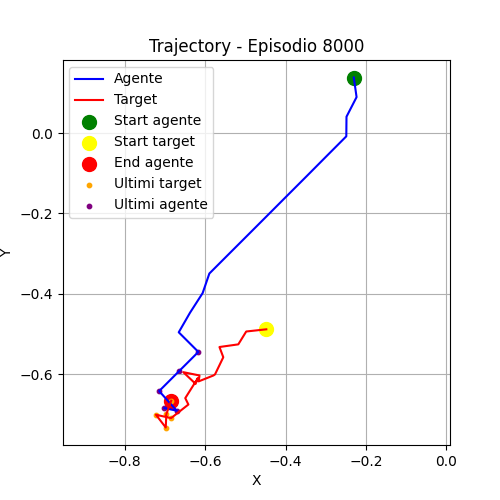 Trajectory - Episodio 8000
Agente
Target
Start agente
Start target
End agente
Ultimi target
Ultimi agente
Y
0.0
−0.2
−0.4
−0.6
−0.8 −0.6 −0.4 −0.2 0.0
X